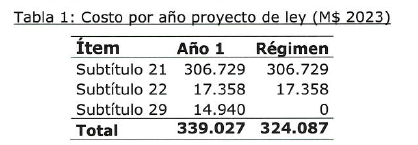 Tabla 1: Costo por año proyecto de ley (M$ 2023)
Ítem Año 1 Régimen
Subtítulo 21 306.729 306.729
Subtítulo 22 17.358 17.358
Subtítulo 29 14.940 0
Total 339.027 324.087